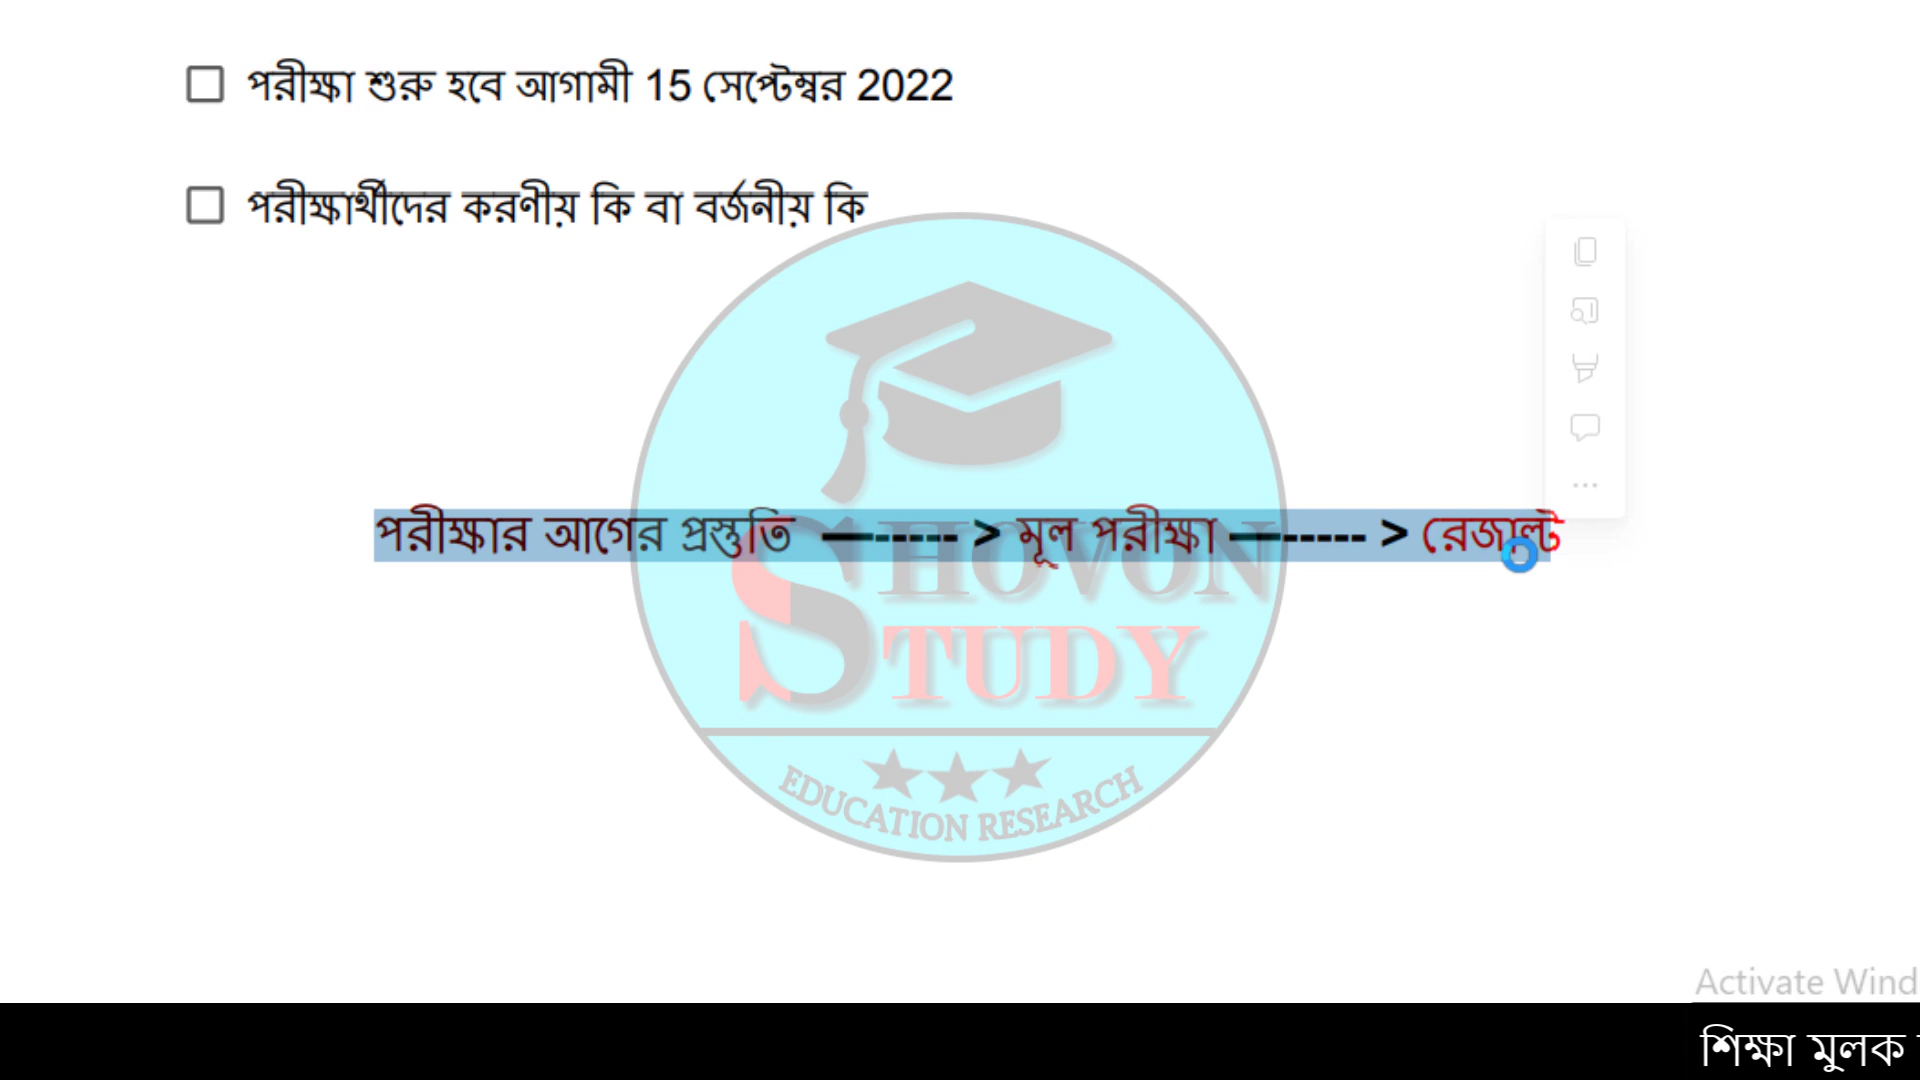 পরীক্ষা শুরু হবে আগামী 15 সেপ্টেম্বর 2022
পরীক্ষার্থীদের করণীয় কি বা বর্জনীয় কি
পরীক্ষার আগের প্রস্তুতি —------ > মূল পরীক্ষা —------ > রেজাল্ট
SHOVON
STUDY
EDUCATION RESEARCH
Activate Wind
শিক্ষা মুলক